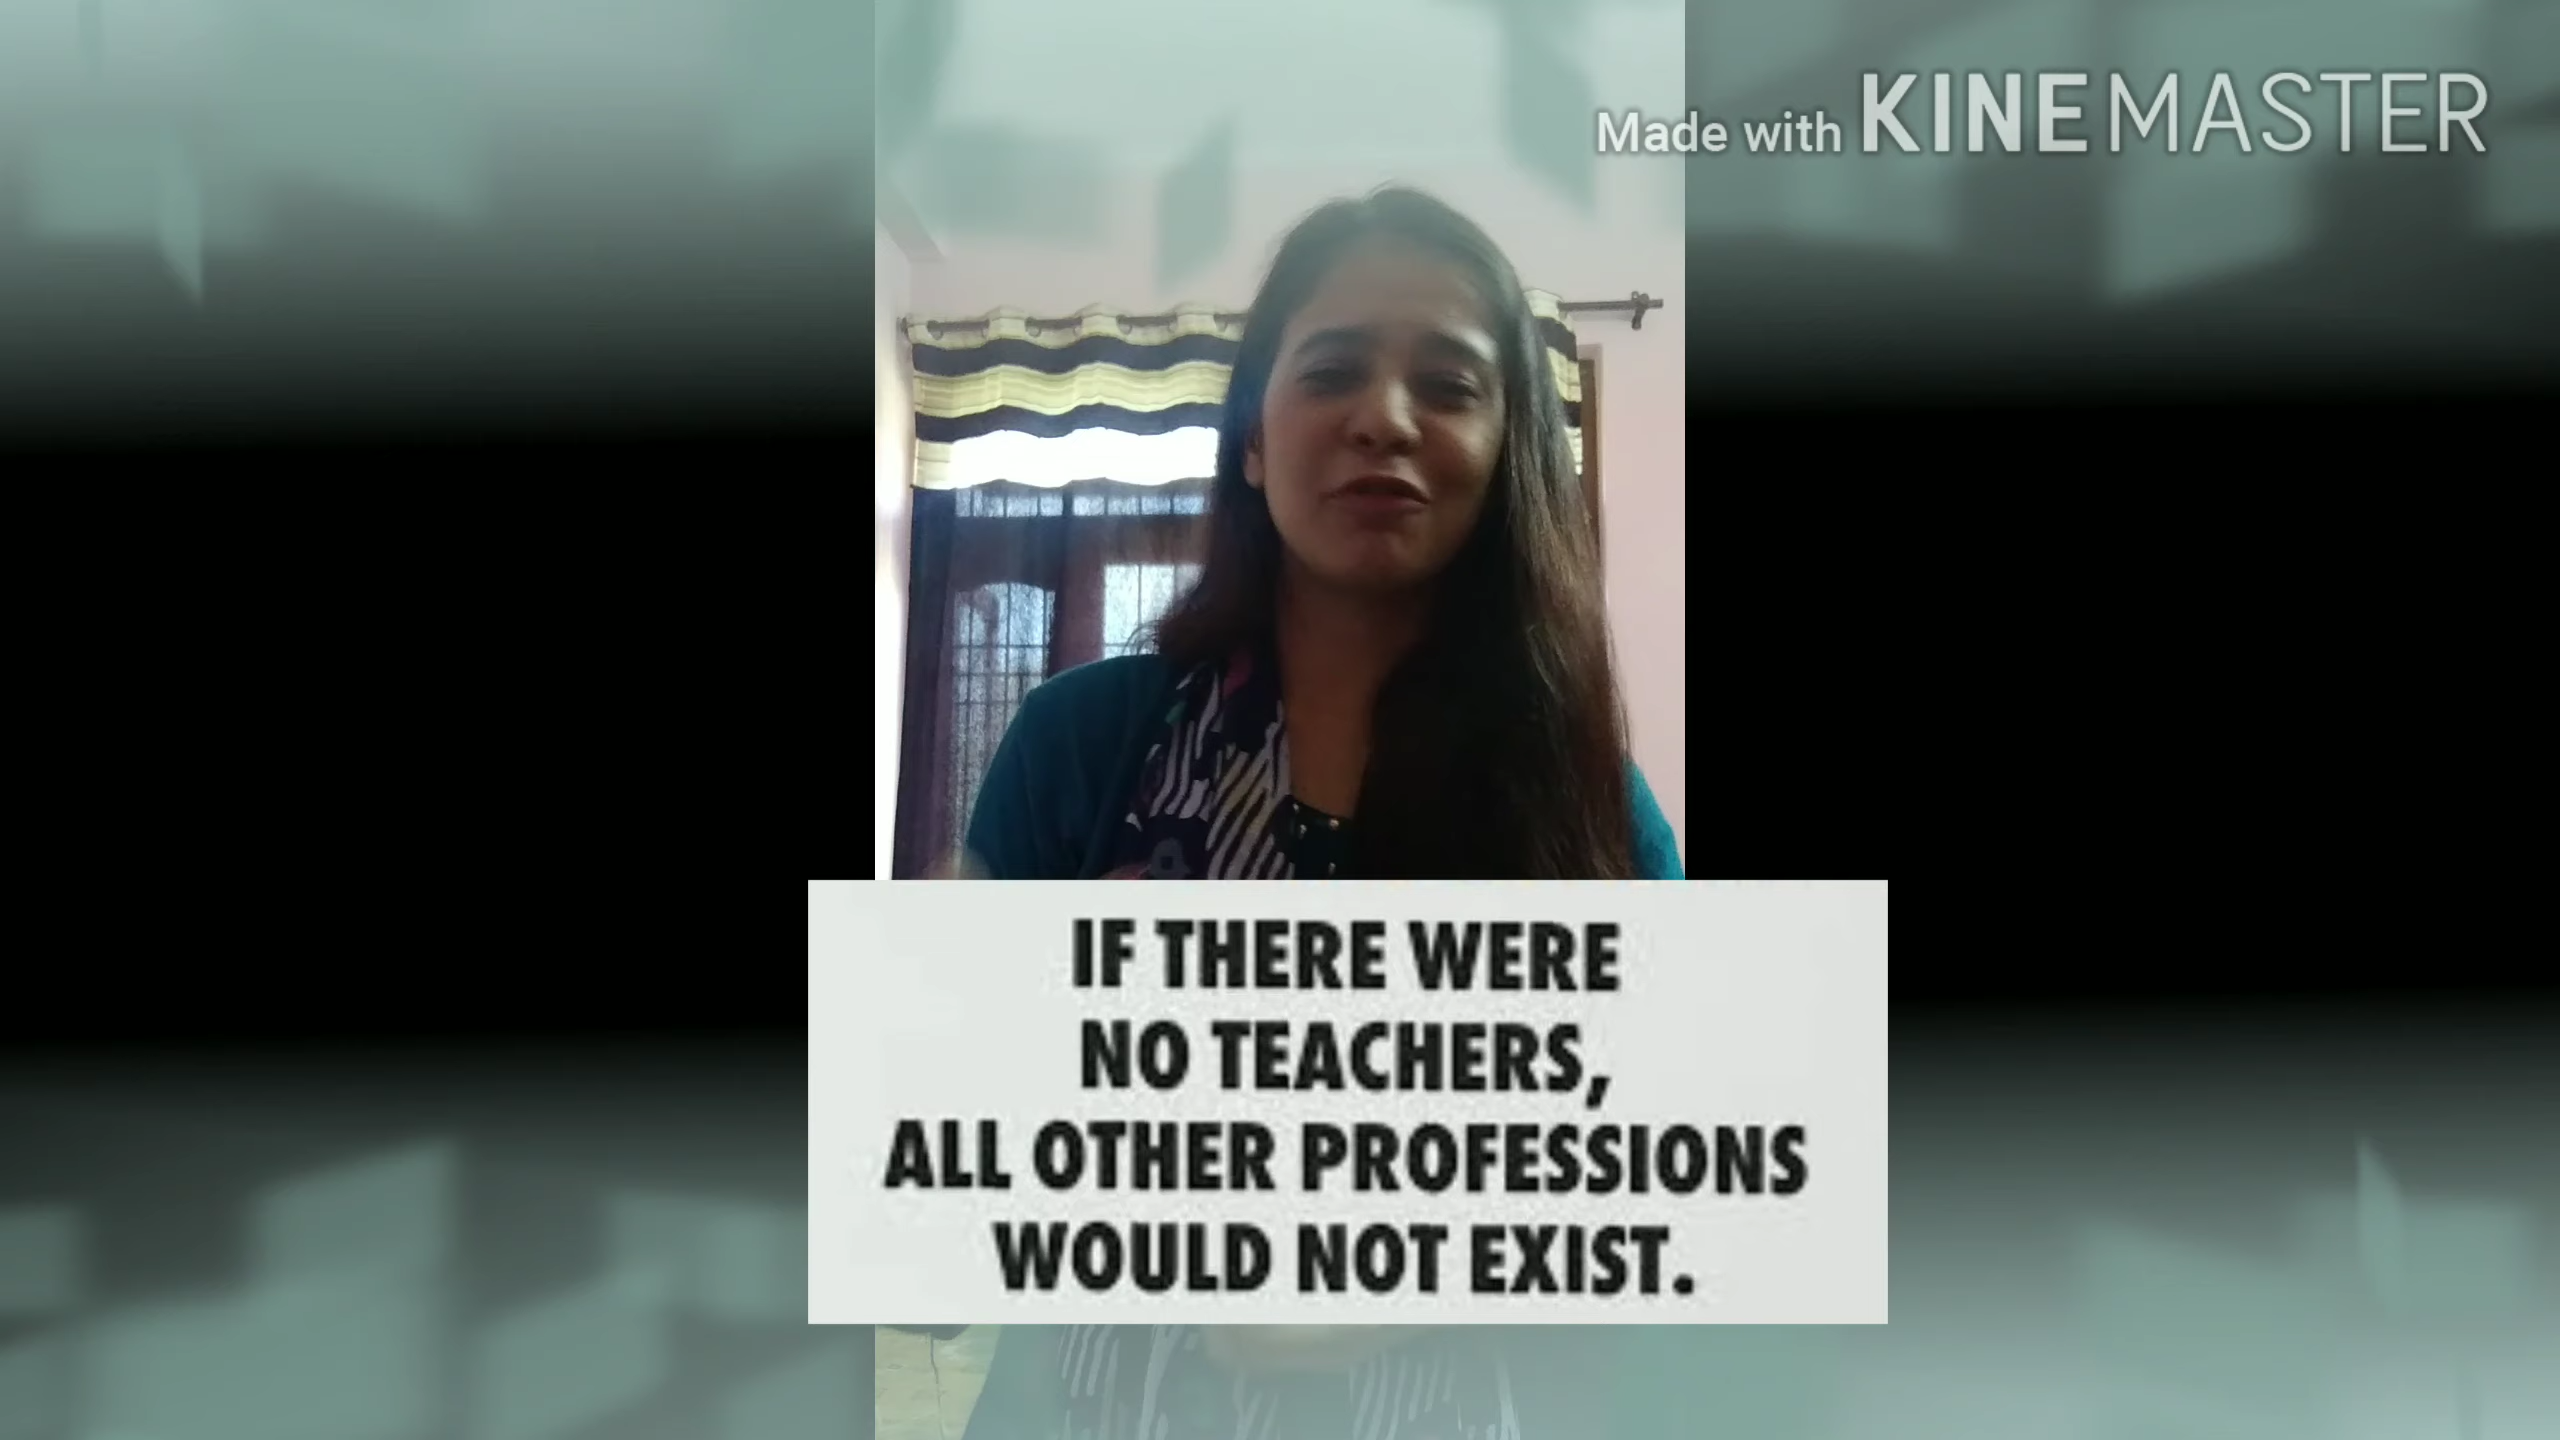 Made with KINEMASTER
IF THERE WERE
NO TEACHERS,
ALL OTHER PROFESSIONS
WOULD NOT EXIST.